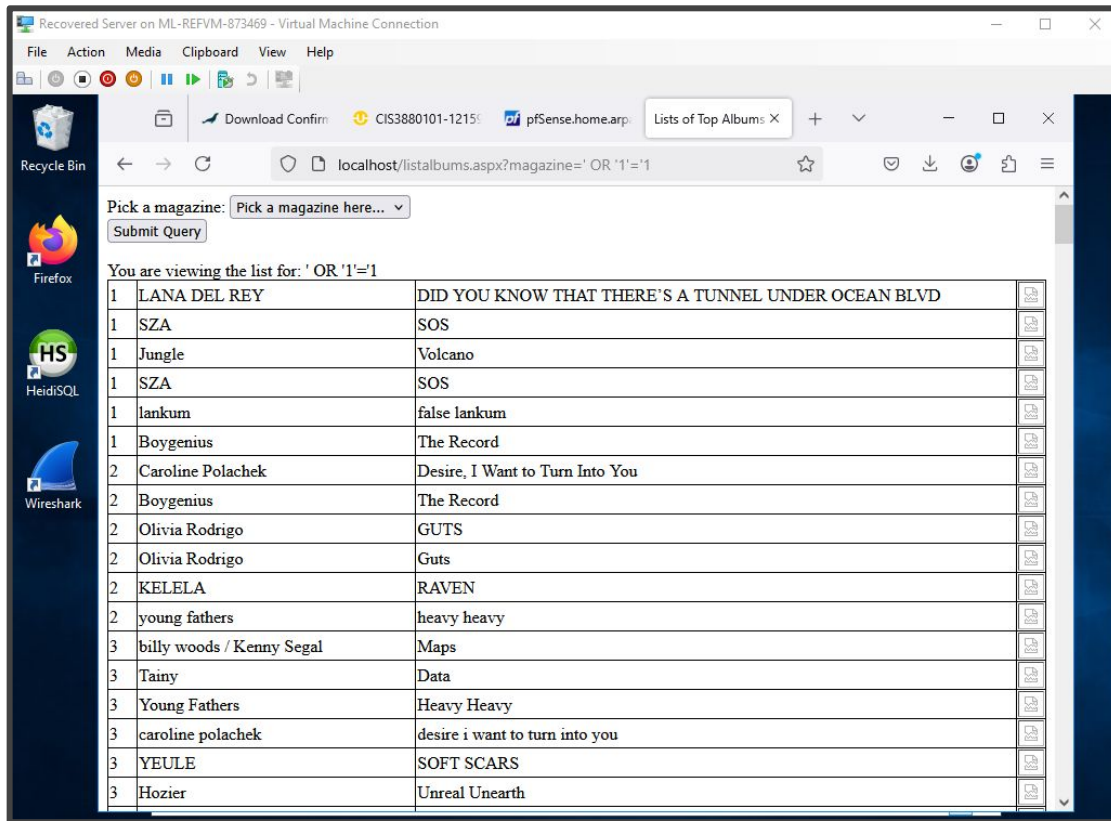 Recovered Server on ML-REFVM-873469 - Virtual Machine Connection
File Action Media Clipboard View Help
Download Confirm CIS3880101-12159 pfSense.home.arp Lists of Top Albums
localhost/listalbums.aspx?magazine=' OR '1'='1
Recycle Bin
Pick a magazine: Pick a magazine here...
Submit Query
Firefox
You are viewing the list for: ' OR '1'='1
1 LANA DEL REY DID YOU KNOW THAT THERE'S A TUNNEL UNDER OCEAN BLVD
1 SZA SOS
1 Jungle Volcano
HS
HeidiSQL
1 SZA SOS
1 lankum false lankum
1 Boygenius The Record
2 Caroline Polachek Desire, I Want to Turn Into You
Wireshark
2 Boygenius The Record
2 Olivia Rodrigo GUTS
2 Olivia Rodrigo Guts
2 KELELA RAVEN
2 young fathers heavy heavy
3 billy woods / Kenny Segal Maps
3 Tainy Data
3 Young Fathers Heavy Heavy
3 caroline polachek desire i want to turn into you
3 YEULE SOFT SCARS
3 Hozier Unreal Unearth